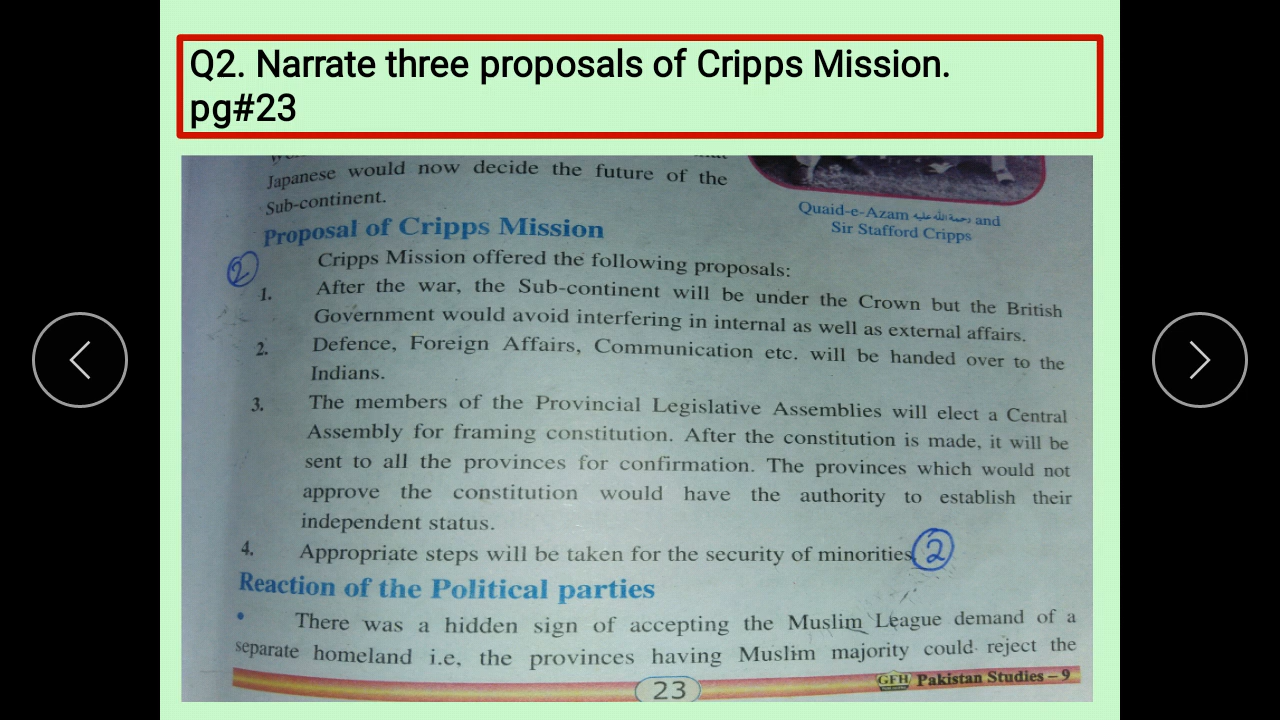 Q2. Narrate three proposals of Cripps Mission.
pg#23
Japanese would now decide the future of the
Sub-continent.
Quaid-e-Azam رحمة الله عليه and
Sir Stafford Cripps
Proposal of Cripps Mission
2
Cripps Mission offered the following proposals:
1. After the war, the Sub-continent will be under the Crown but the British
Government would avoid interfering in internal as well as external affairs.
2. Defence, Foreign Affairs, Communication etc. will be handed over to the
Indians.
3. The members of the Provincial Legislative Assemblies will elect a Central
Assembly for framing constitution. After the constitution is made, it will be
sent to all the provinces for confirmation. The provinces which would not
approve the constitution would have the authority to establish their
independent status.
4. Appropriate steps will be taken for the security of minorities 2
Reaction of the Political parties
• There was a hidden sign of accepting the Muslim League demand of a
separate homeland i.e, the provinces having Muslim majority could reject the
23
GFH Pakistan Studies – 9